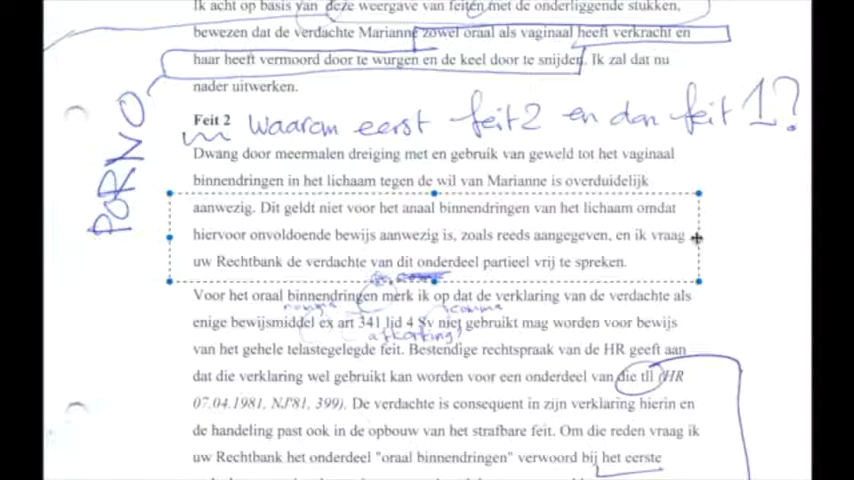 Ik acht op basis van deze weergave van feiten met de onderliggende stukken,
bewezen dat de verdachte Marianne zowel oraal als vaginaal heeft verkracht en
haar heeft vermoord door te wurgen en de keel door te snijden. Ik zal dat nu
nader uitwerken.
PORNO
Feit 2 waarom eerst feit 2 en dan feit 1?
Dwang door meermalen dreiging met en gebruik van geweld tot het vaginaal
binnendringen in het lichaam tegen de wil van Marianne is overduidelijk
aanwezig. Dit geldt niet voor het anaal binnendringen van het lichaam omdat
hiervoor onvoldoende bewijs aanwezig is, zoals reeds aangegeven, en ik vraag
uw Rechtbank de verdachte van dit onderdeel partieel vrij te spreken.
Voor het oraal binnendringen merk ik op dat de verklaring van de verdachte als
komma
enige bewijsmiddel ex art 341 lid 4 Sv niet gebruikt mag worden voor bewijs
afkorting!
van het gehele telastegelegde feit. Bestendige rechtspraak van de HR geeft aan
dat die verklaring wel gebruikt kan worden voor een onderdeel van die tll (HR
07.04.1981, NJ'81, 399). De verdachte is consequent in zijn verklaring hierin en
de handeling past ook in de opbouw van het strafbare feit. Om die reden vraag ik
uw Rechtbank het onderdeel "oraal binnendringen" verwoord bij het eerste